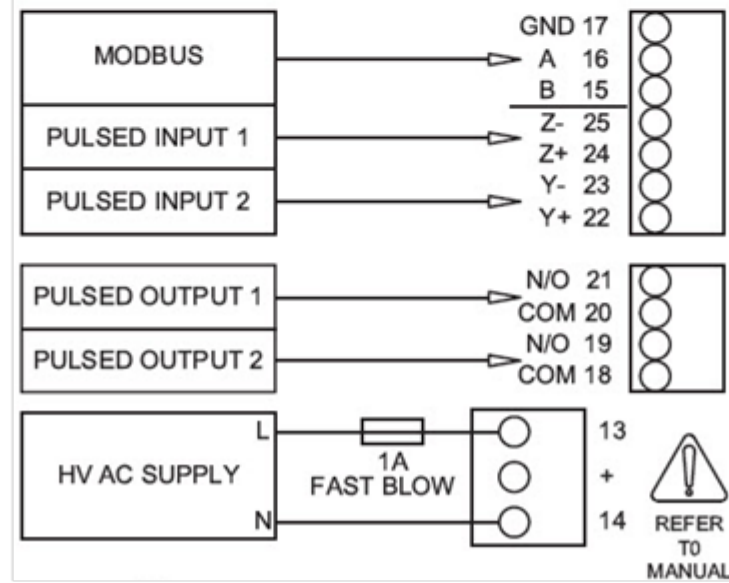 MODBUS
GND 17
A 16
B 15
PULSED INPUT 1
Z- 25
Z+ 24
PULSED INPUT 2
Y- 23
Y+ 22
PULSED OUTPUT 1
N/O 21
COM 20
PULSED OUTPUT 2
N/O 19
COM 18
HV AC SUPPLY
L
N
1A
FAST BLOW
13
+
14
REFER
TO
MANUAL